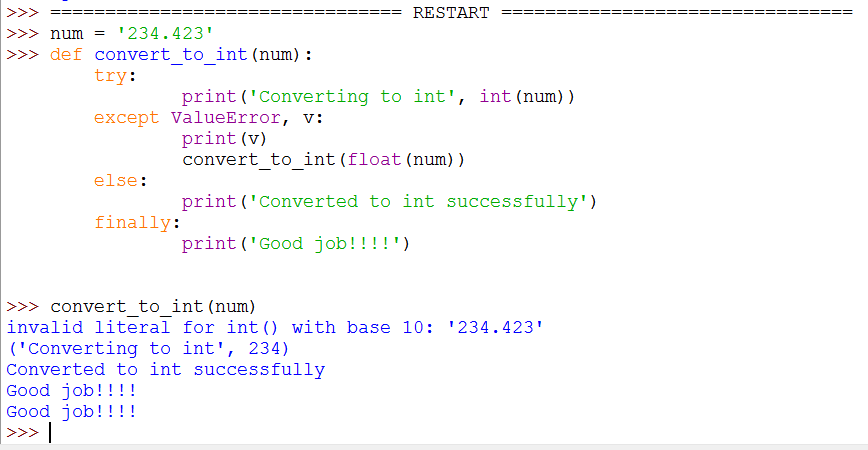 >>> ================================ RESTART ================================
>>> num = '234.423'
>>> def convert_to_int(num):
        try:
                print('Converting to int', int(num))
        except ValueError, v:
                print(v)
                convert_to_int(float(num))
        else:
                print('Converted to int successfully')
        finally:
                print('Good job!!!!')
>>> convert_to_int(num)
invalid literal for int() with base 10: '234.423'
('Converting to int', 234)
Converted to int successfully
Good job!!!!
Good job!!!!
>>>